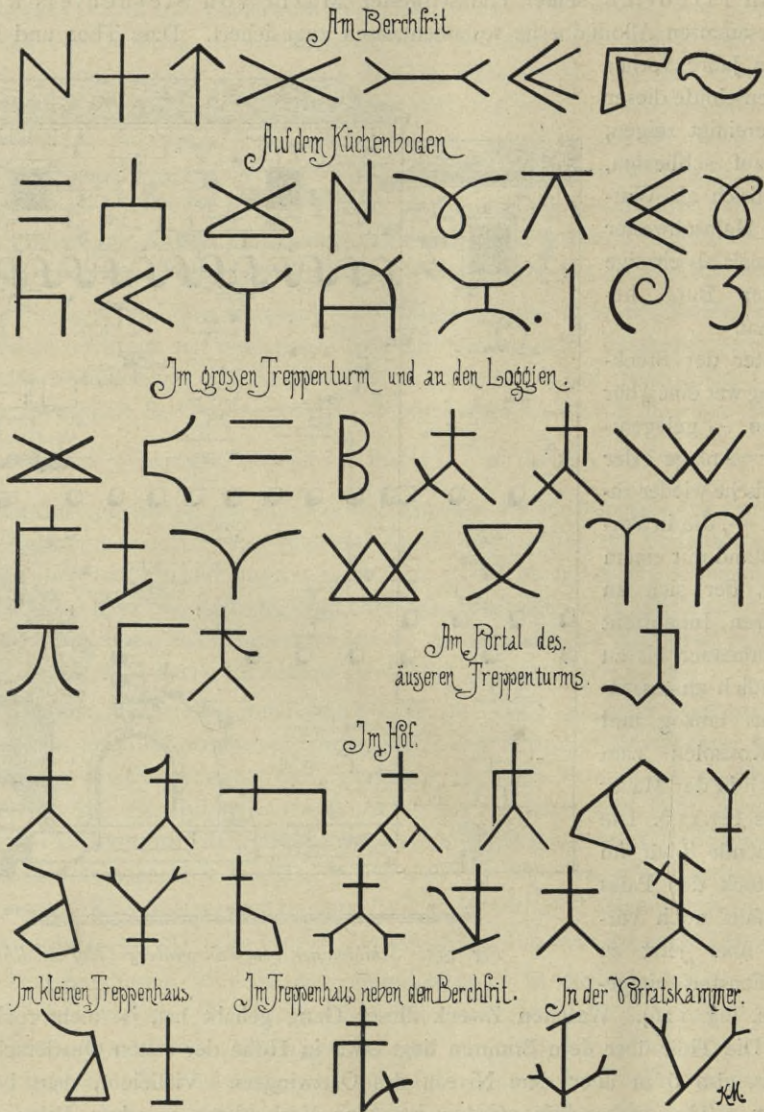 Am Berchfrit
Auf dem Küchenboden
Im grossen Treppenturm und an den Loggien.
Am Portal des.
äusseren Treppenturms.
Im Hof.
Im kleinen Treppenhaus.
Im Treppenhaus neben dem Berchfrit.
In der Vorratskammer.
KM.